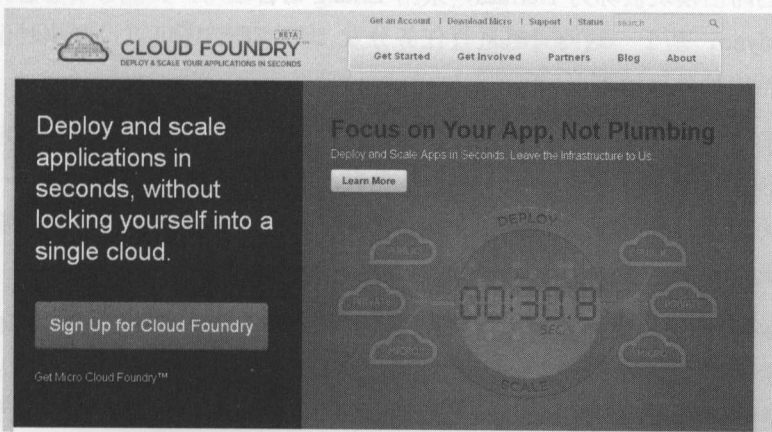 Get an Account | Download Micro | Support | Status search
BETA
CLOUD FOUNDRY
DEPLOY & SCALE YOUR APPLICATIONS IN SECONDS
Get Started Get Involved Partners Blog About
Deploy and scale
applications in
seconds, without
locking yourself into a
single cloud.
Sign Up for Cloud Foundry
Get Micro Cloud Foundry™
Focus on Your App, Not Plumbing
Deploy and Scale Apps in Seconds. Leave the Infrastructure to Us.
Learn More
DEPLOY
00:30.8
SEC.
MICRO
SCALE